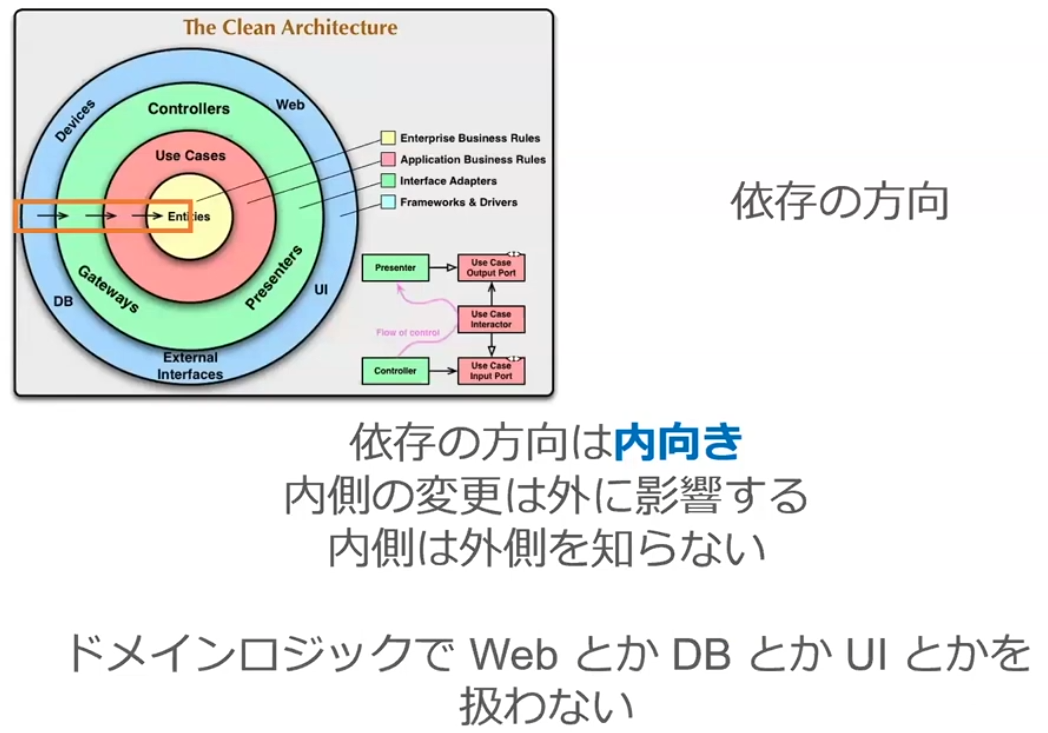 The Clean Architecture
Devices
Controllers
Web
Use Cases
Entities
DB
Gateways
Presenters
UI
External
Interfaces
Enterprise Business Rules
Application Business Rules
Interface Adapters
Frameworks & Drivers
Presenter
Use Case
Output Port
Flow of control
Use Case
Interactor
Controller
Use Case
Input Port
依存の方向
依存の方向は内向き
内側の変更は外に影響する
内側は外側を知らない
ドメインロジックで Web とか DB とか UI とかを
扱わない